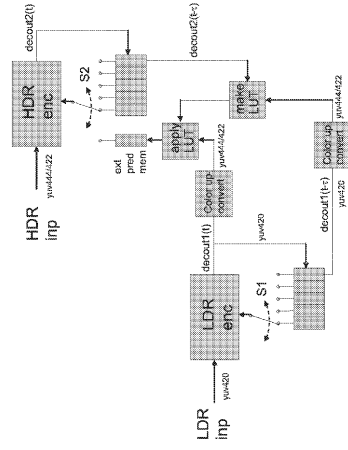 HDR
inp
yuv444/422
HDR
enc
decout2(t)
S2
decout2(t-τ)
ext
pred
mem
apply
LUT
make
LUT
yuv444/422
yuv444/422
Color up
convert
Color up
convert
decout1(t)
yuv420
decout1(t-τ)
yuv420
LDR
inp
yuv420
LDR
enc
S1